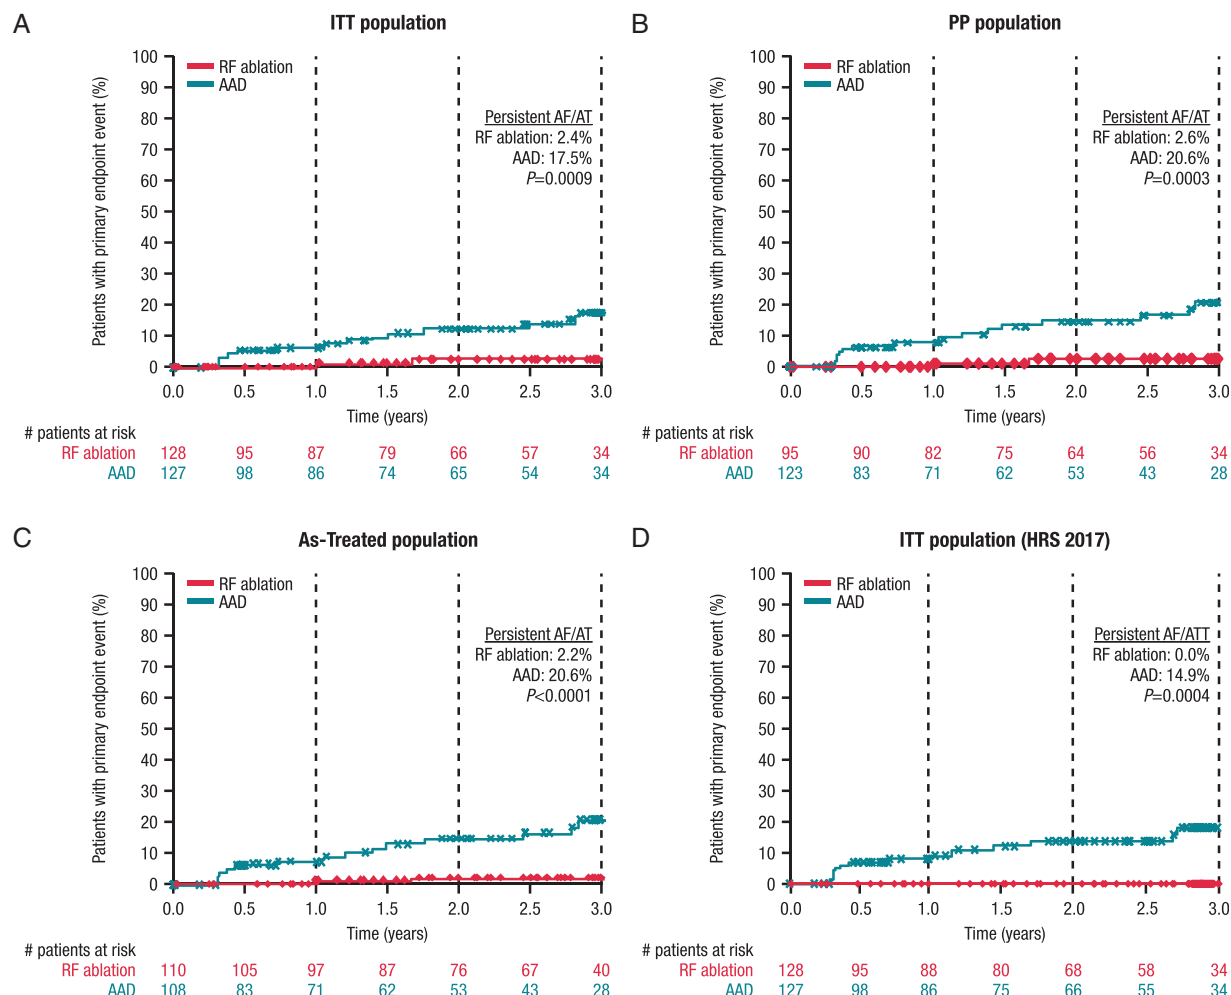 A
ITT population
Patients with primary endpoint event (%)
100
90
80
70
60
50
40
30
20
10
0
RF ablation
AAD
Persistent AF/AT
RF ablation: 2.4%
AAD: 17.5%
P=0.0009
0.0 0.5 1.0 1.5 2.0 2.5 3.0
Time (years)
# patients at risk
RF ablation 128 95 87 79 66 57 34
AAD 127 98 86 74 65 54 34
B
PP population
Patients with primary endpoint event (%)
100
90
80
70
60
50
40
30
20
10
0
RF ablation
AAD
Persistent AF/AT
RF ablation: 2.6%
AAD: 20.6%
P=0.0003
0.0 0.5 1.0 1.5 2.0 2.5 3.0
Time (years)
# patients at risk
RF ablation 95 90 82 75 64 56 34
AAD 123 83 71 62 53 43 28
C
As-Treated population
Patients with primary endpoint event (%)
100
90
80
70
60
50
40
30
20
10
0
RF ablation
AAD
Persistent AF/AT
RF ablation: 2.2%
AAD: 20.6%
P<0.0001
0.0 0.5 1.0 1.5 2.0 2.5 3.0
Time (years)
# patients at risk
RF ablation 110 105 97 87 76 67 40
AAD 108 83 71 62 53 43 28
D
ITT population (HRS 2017)
Patients with primary endpoint event (%)
100
90
80
70
60
50
40
30
20
10
0
RF ablation
AAD
Persistent AF/ATT
RF ablation: 0.0%
AAD: 14.9%
P=0.0004
0.0 0.5 1.0 1.5 2.0 2.5 3.0
Time (years)
# patients at risk
RF ablation 128 95 88 80 68 58 34
AAD 127 98 86 75 66 55 34